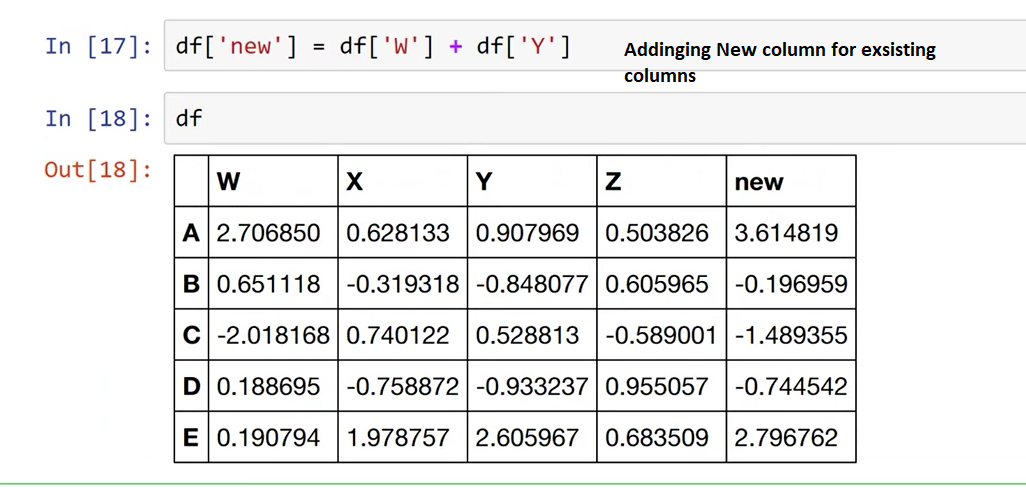 In [17]: df['new'] = df['W'] + df['Y']
Addinging New column for exsisting
columns
In [18]: df
Out[18]:
W X Y Z new
A 2.706850 0.628133 0.907969 0.503826 3.614819
B 0.651118 -0.319318 -0.848077 0.605965 -0.196959
C -2.018168 0.740122 0.528813 -0.589001 -1.489355
D 0.188695 -0.758872 -0.933237 0.955057 -0.744542
E 0.190794 1.978757 2.605967 0.683509 2.796762